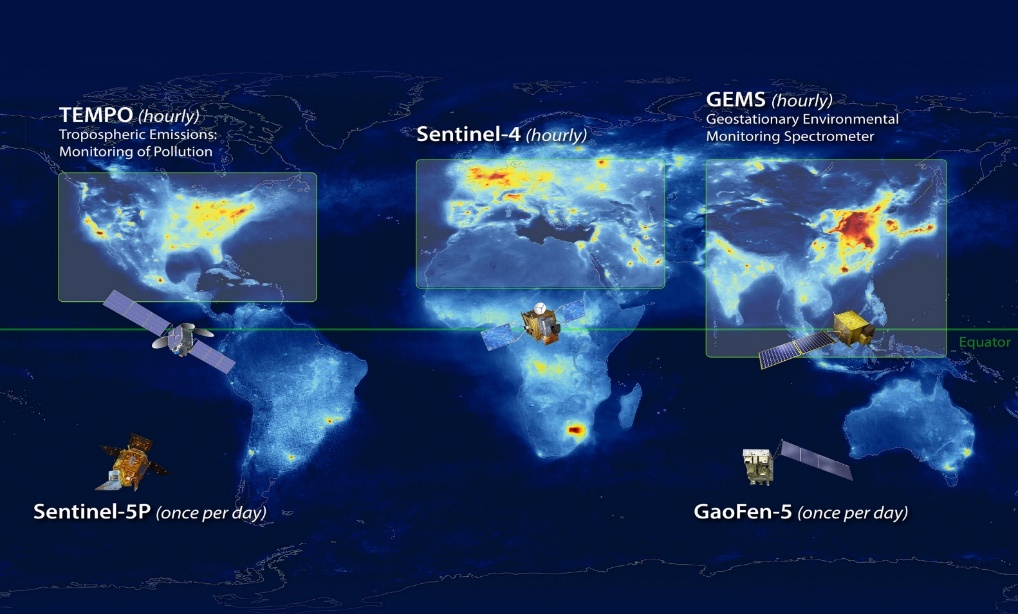 TEMPO (hourly)
Tropospheric Emissions:
Monitoring of Pollution
Sentinel-4 (hourly)
GEMS (hourly)
Geostationary Environmental
Monitoring Spectrometer
Equator
Sentinel-5P (once per day)
GaoFen-5 (once per day)